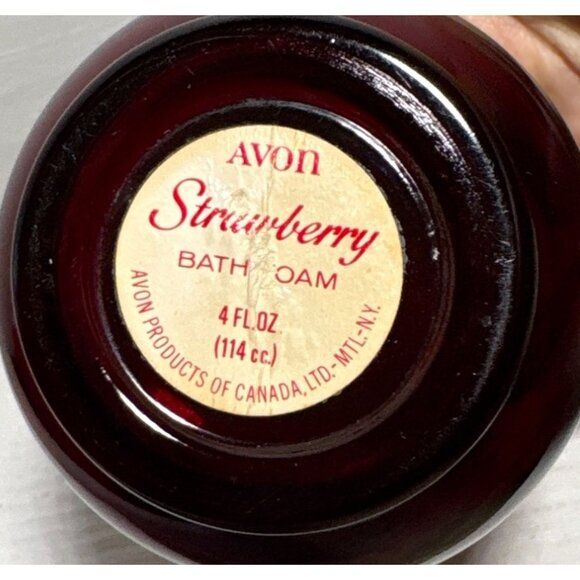 AVON
Strawberry
BATH OAM
4 FL.OZ
(114 cc.)
AVON PRODUCTS OF CANADA, LTD.-MTL-N.Y.